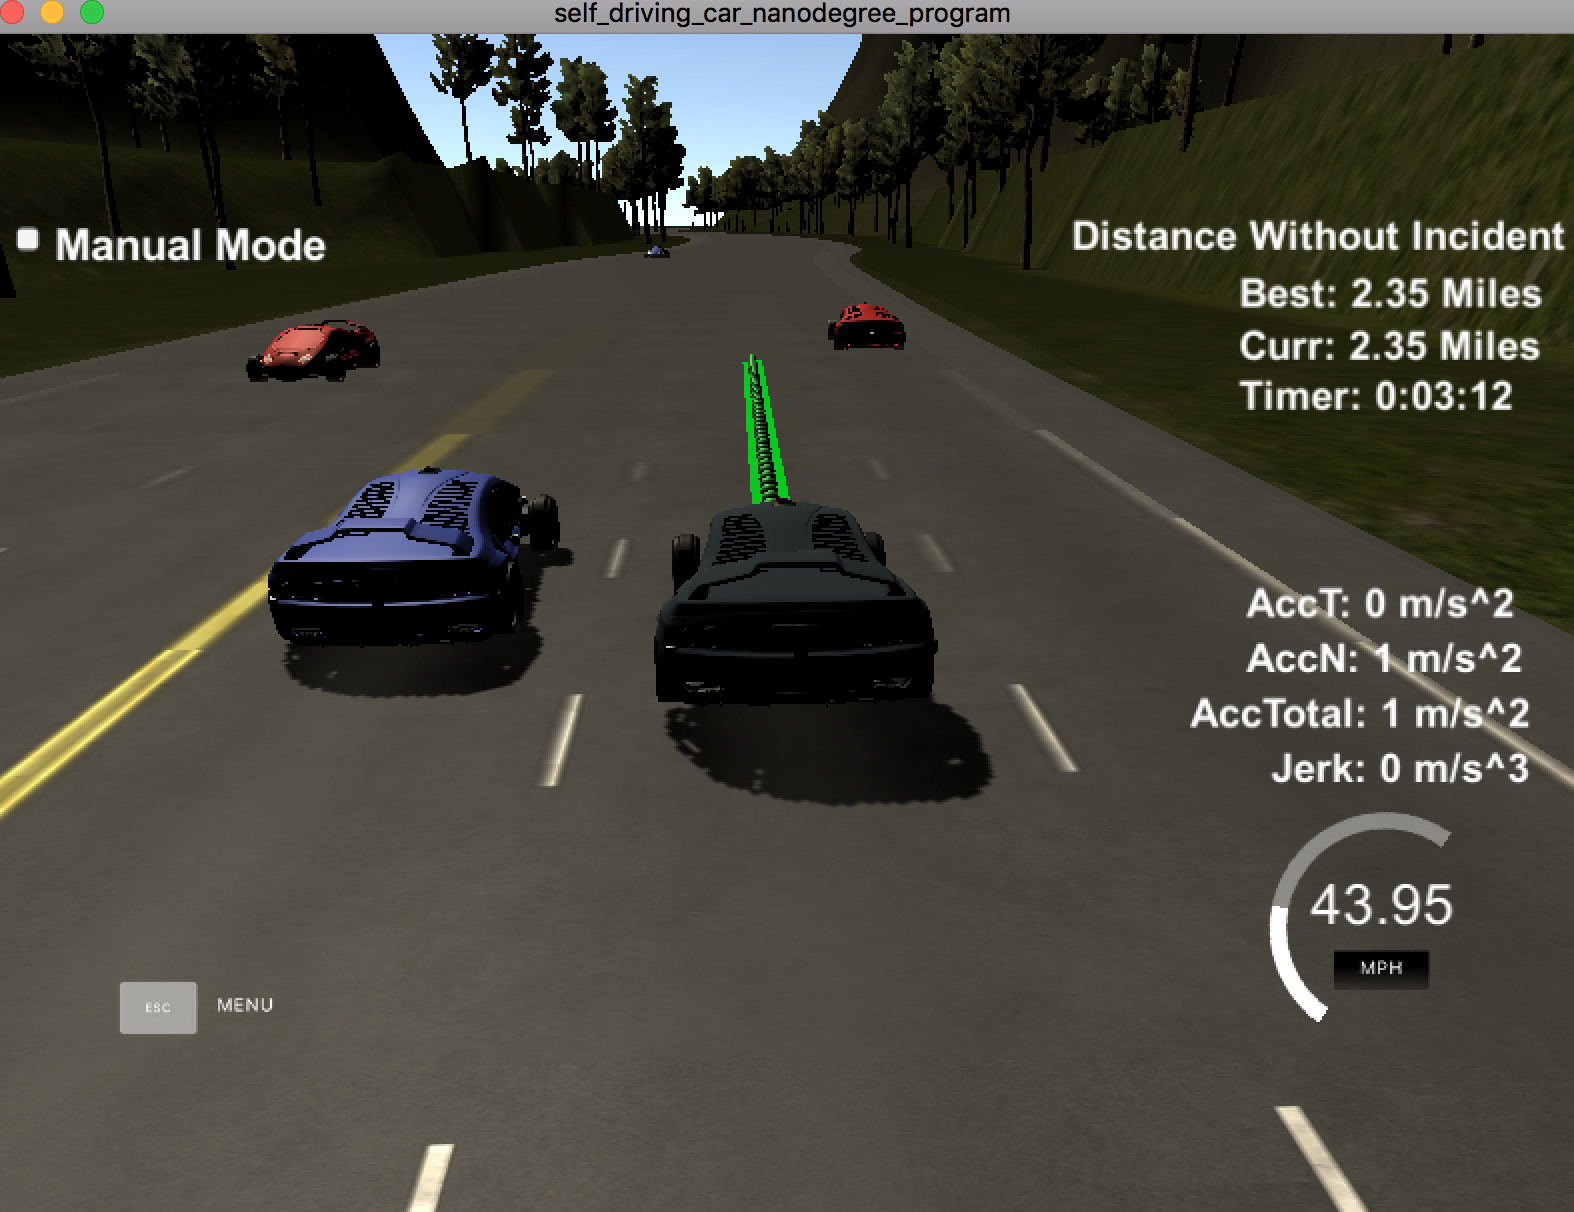 self_driving_car_nanodegree_program
Manual Mode
Distance Without Incident
Best: 2.35 Miles
Curr: 2.35 Miles
Timer: 0:03:12
AccT: 0 m/s^2
AccN: 1 m/s^2
AccTotal: 1 m/s^2
Jerk: 0 m/s^3
43.95
MPH
ESC MENU